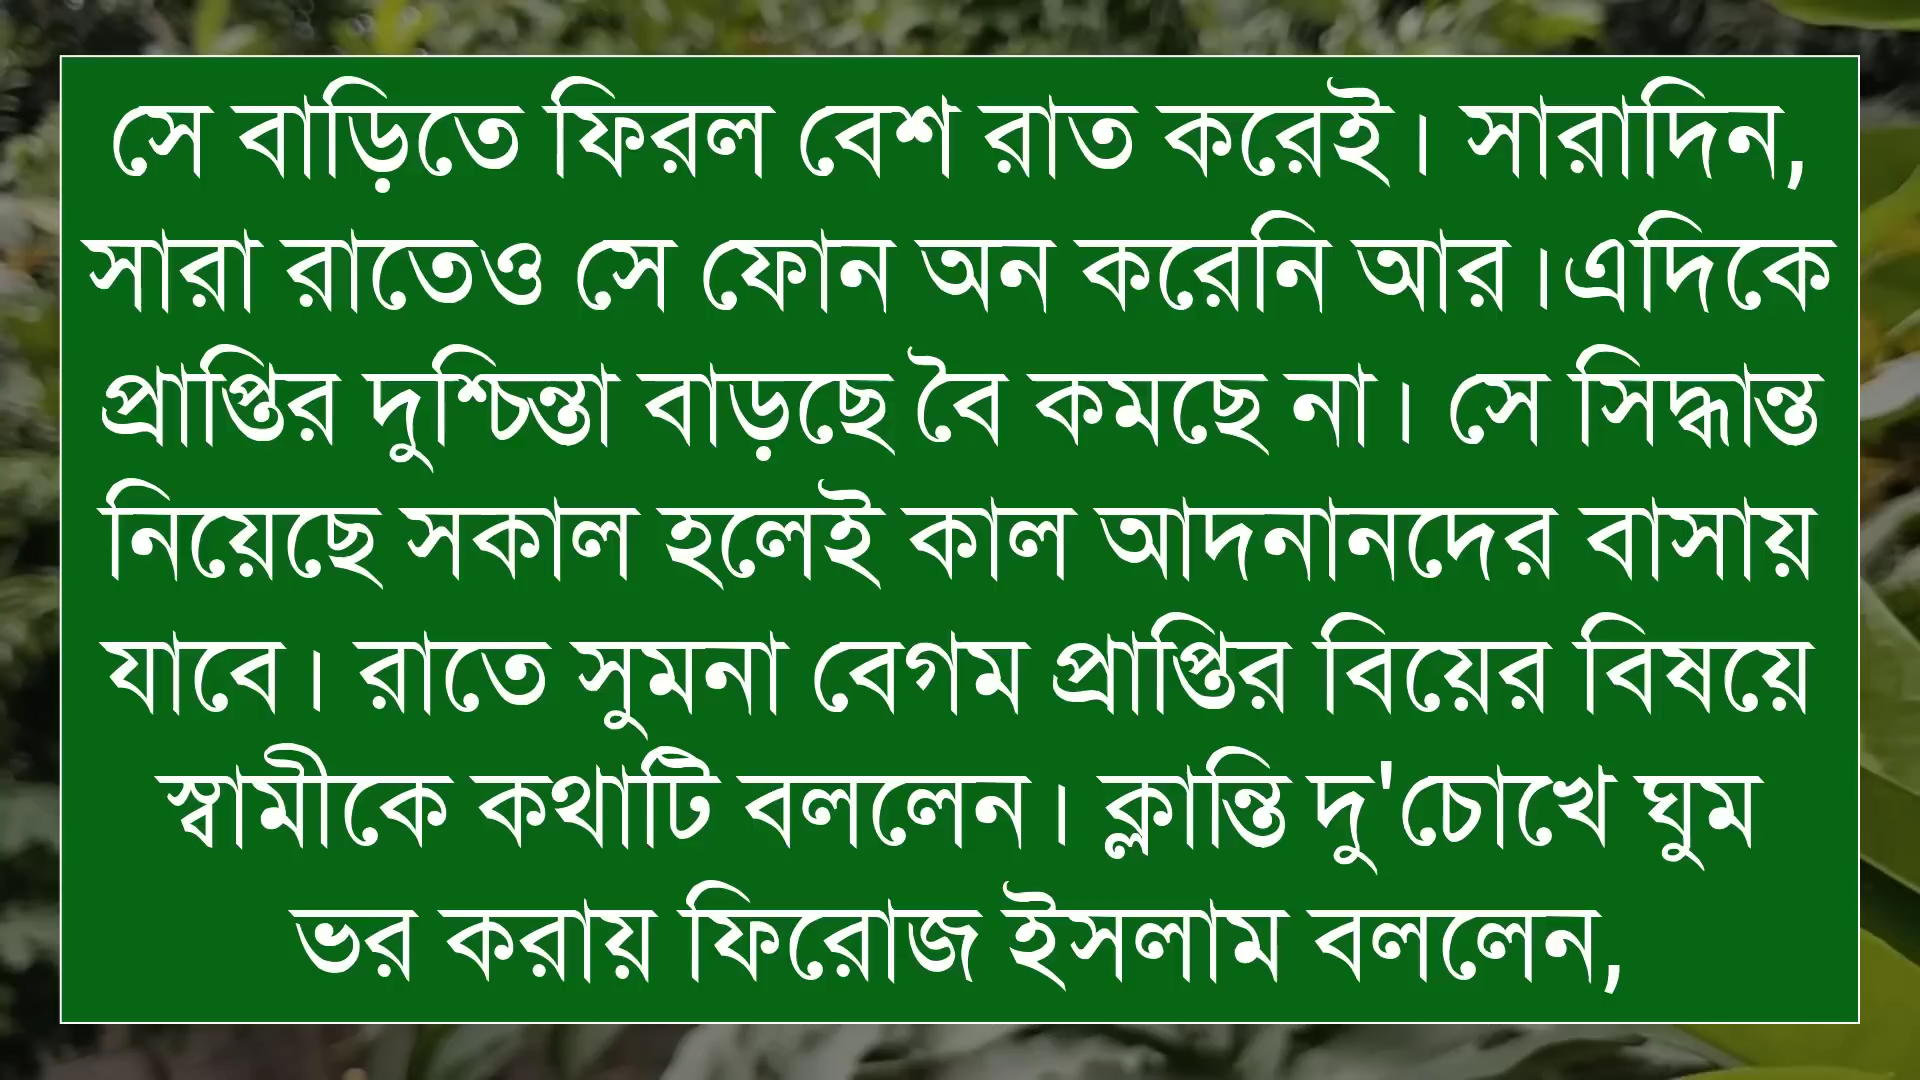 সে বাড়িতে ফিরল বেশ রাত করেই। সারাদিন,
সারা রাতেও সে ফোন অন করেনি আর।এদিকে
প্রাপ্তির দুশ্চিন্তা বাড়ছে বৈ কমছে না। সে সিদ্ধান্ত
নিয়েছে সকাল হলেই কাল আদনানদের বাসায়
যাবে। রাতে সুমনা বেগম প্রাপ্তির বিয়ের বিষয়ে
স্বামীকে কথাটি বললেন। ক্লান্তি দু'চোখে ঘুম
ভর করায় ফিরোজ ইসলাম বললেন,